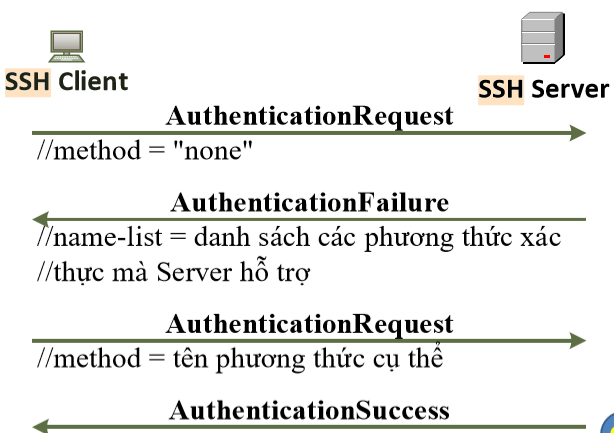 SSH Client
SSH Server
AuthenticationRequest
//method = "none"
AuthenticationFailure
//name-list = danh sách các phương thức xác
//thực mà Server hỗ trợ
AuthenticationRequest
//method = tên phương thức cụ thể
AuthenticationSuccess